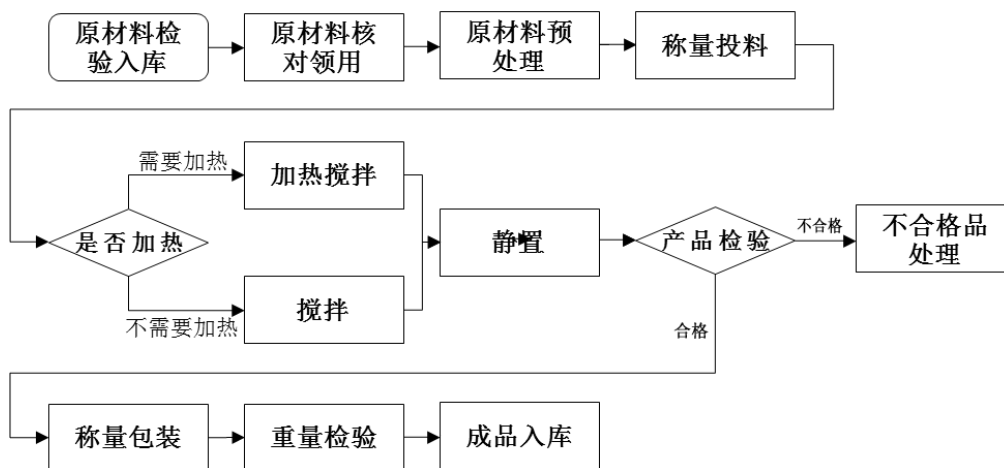 原材料检
验入库
原材料核
对领用
原材料预
处理
称量投料
需要加热
加热搅拌
是否加热
不需要加热
搅拌
静置
产品检验
不合格
不合格品
处理
合格
称量包装
重量检验
成品入库